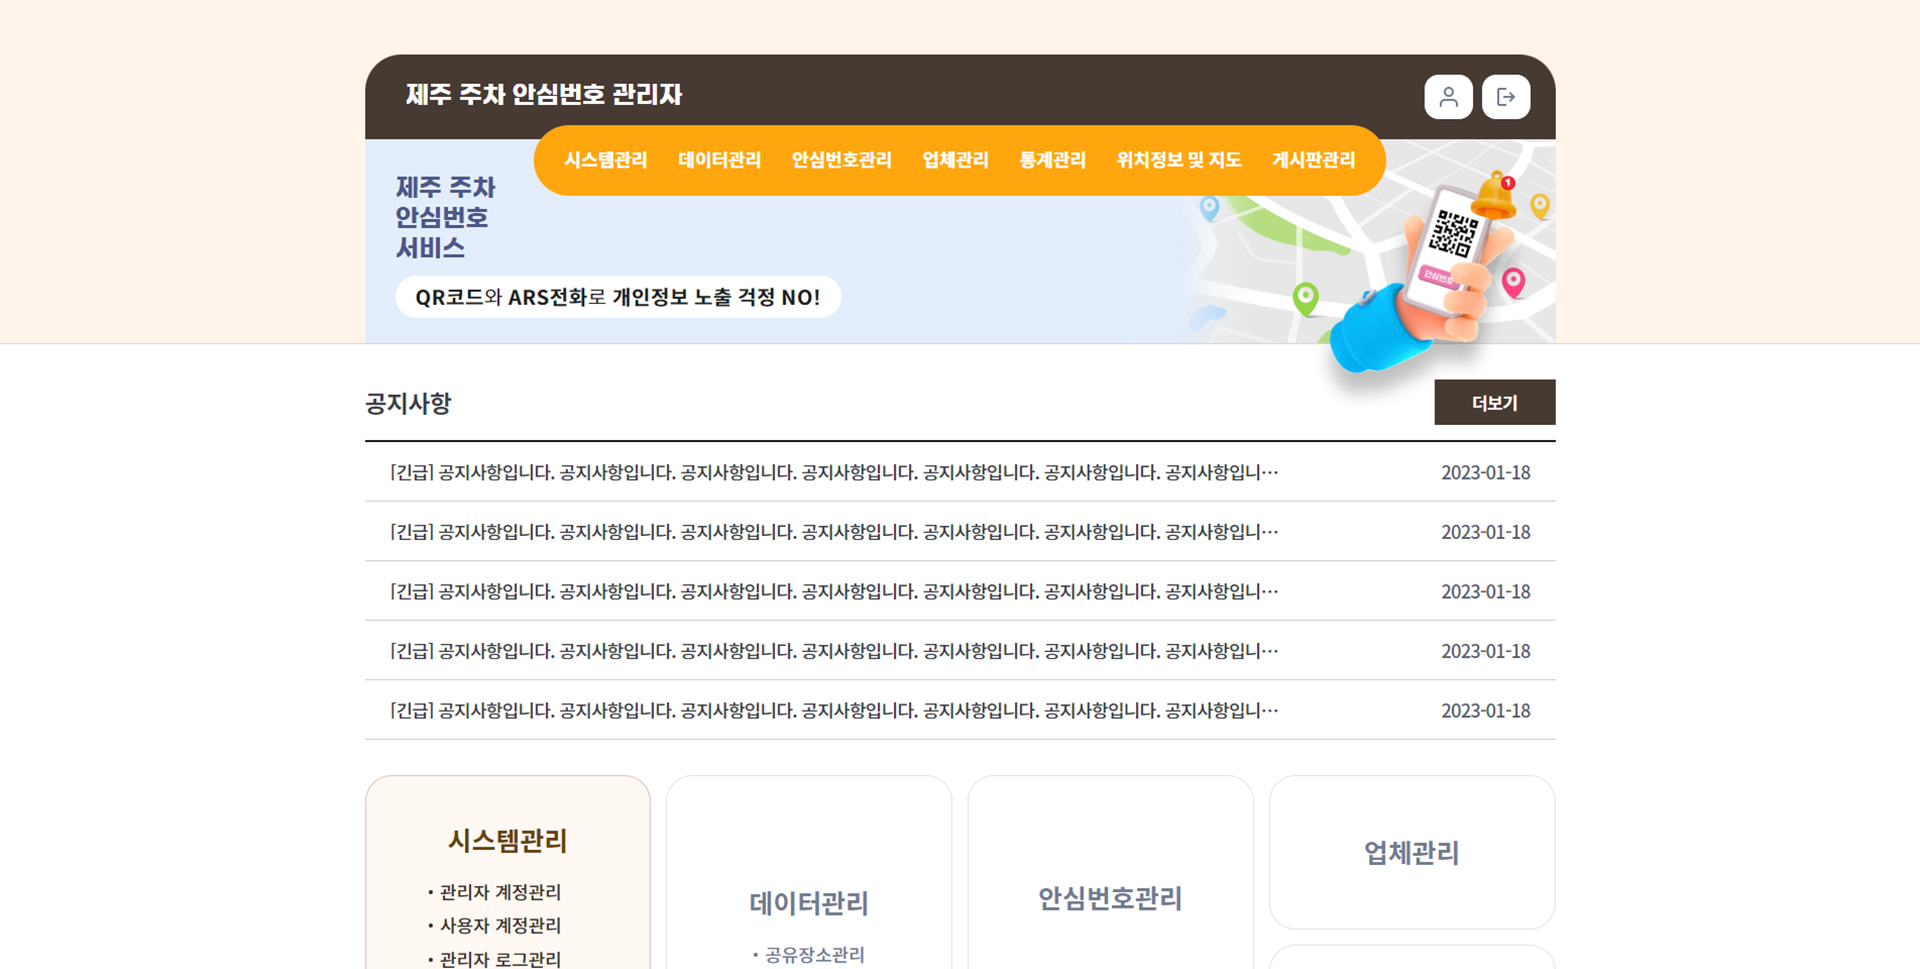 제주 주차 안심번호 관리자
시스템관리 데이터관리 안심번호관리 업체관리 통계관리 위치정보 및 지도 게시판관리
제주 주차
안심번호
서비스
QR코드와 ARS전화로 개인정보 노출 걱정 NO!
1
안심번호
공지사항
더보기
[긴급] 공지사항입니다. 공지사항입니다. 공지사항입니다. 공지사항입니다. 공지사항입니다. 공지사항입니다. 공지사항입니… 2023-01-18
[긴급] 공지사항입니다. 공지사항입니다. 공지사항입니다. 공지사항입니다. 공지사항입니다. 공지사항입니다. 공지사항입니… 2023-01-18
[긴급] 공지사항입니다. 공지사항입니다. 공지사항입니다. 공지사항입니다. 공지사항입니다. 공지사항입니다. 공지사항입니… 2023-01-18
[긴급] 공지사항입니다. 공지사항입니다. 공지사항입니다. 공지사항입니다. 공지사항입니다. 공지사항입니다. 공지사항입니… 2023-01-18
[긴급] 공지사항입니다. 공지사항입니다. 공지사항입니다. 공지사항입니다. 공지사항입니다. 공지사항입니다. 공지사항입니… 2023-01-18
시스템관리
• 관리자 계정관리
• 사용자 계정관리
• 관리자 로그관리
데이터관리
• 공유장소관리
안심번호관리
업체관리